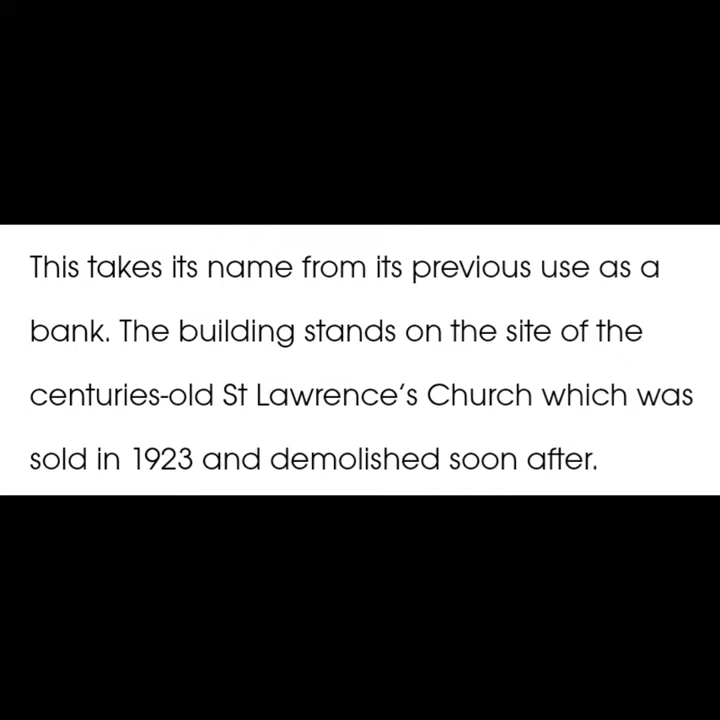 This takes its name from its previous use as a
bank. The building stands on the site of the
centuries-old St Lawrence’s Church which was
sold in 1923 and demolished soon after.